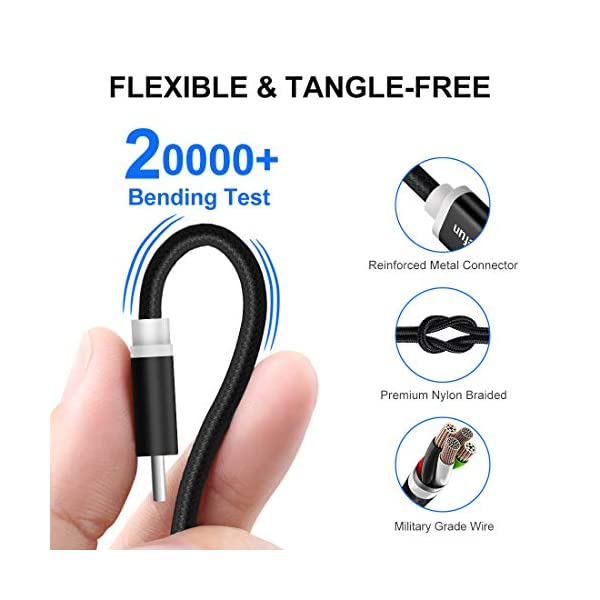 FLEXIBLE & TANGLE-FREE
20000+
Bending Test
Reinforced Metal Connector
Premium Nylon Braided
Military Grade Wire